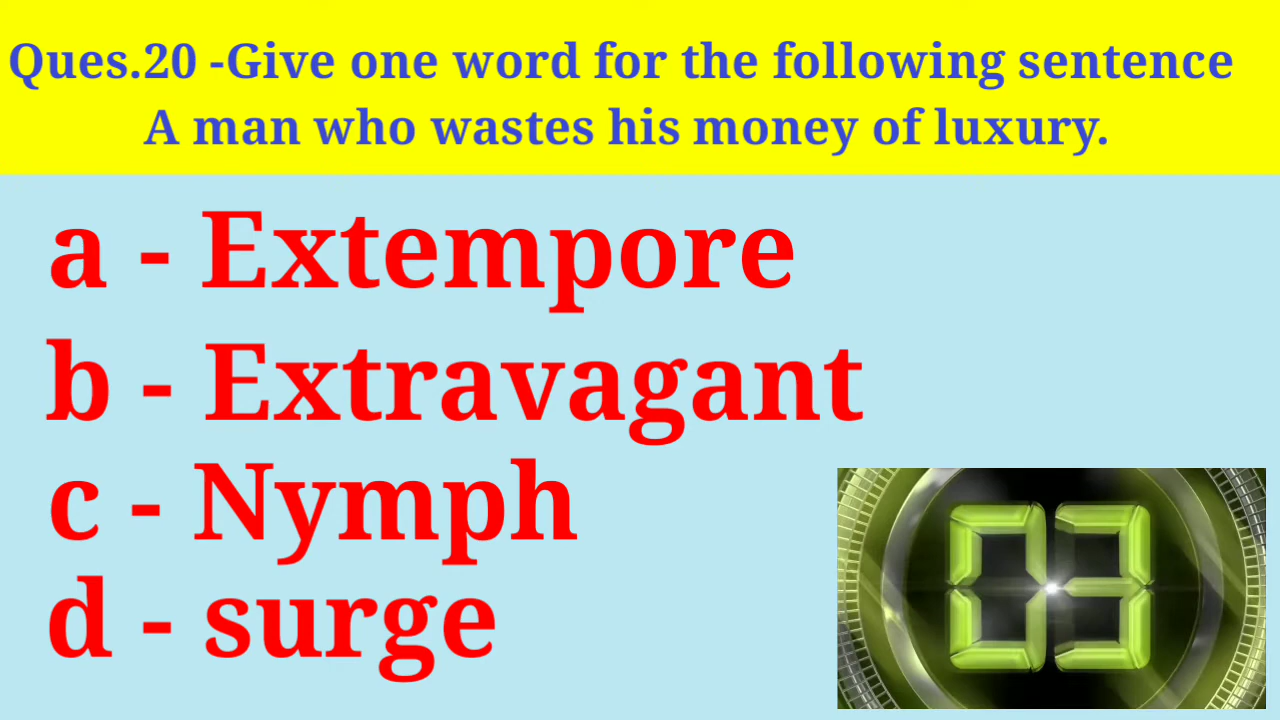 Ques.20 -Give one word for the following sentence
A man who wastes his money of luxury.
a - Extempore
b - Extravagant
c - Nymph
d - surge
03